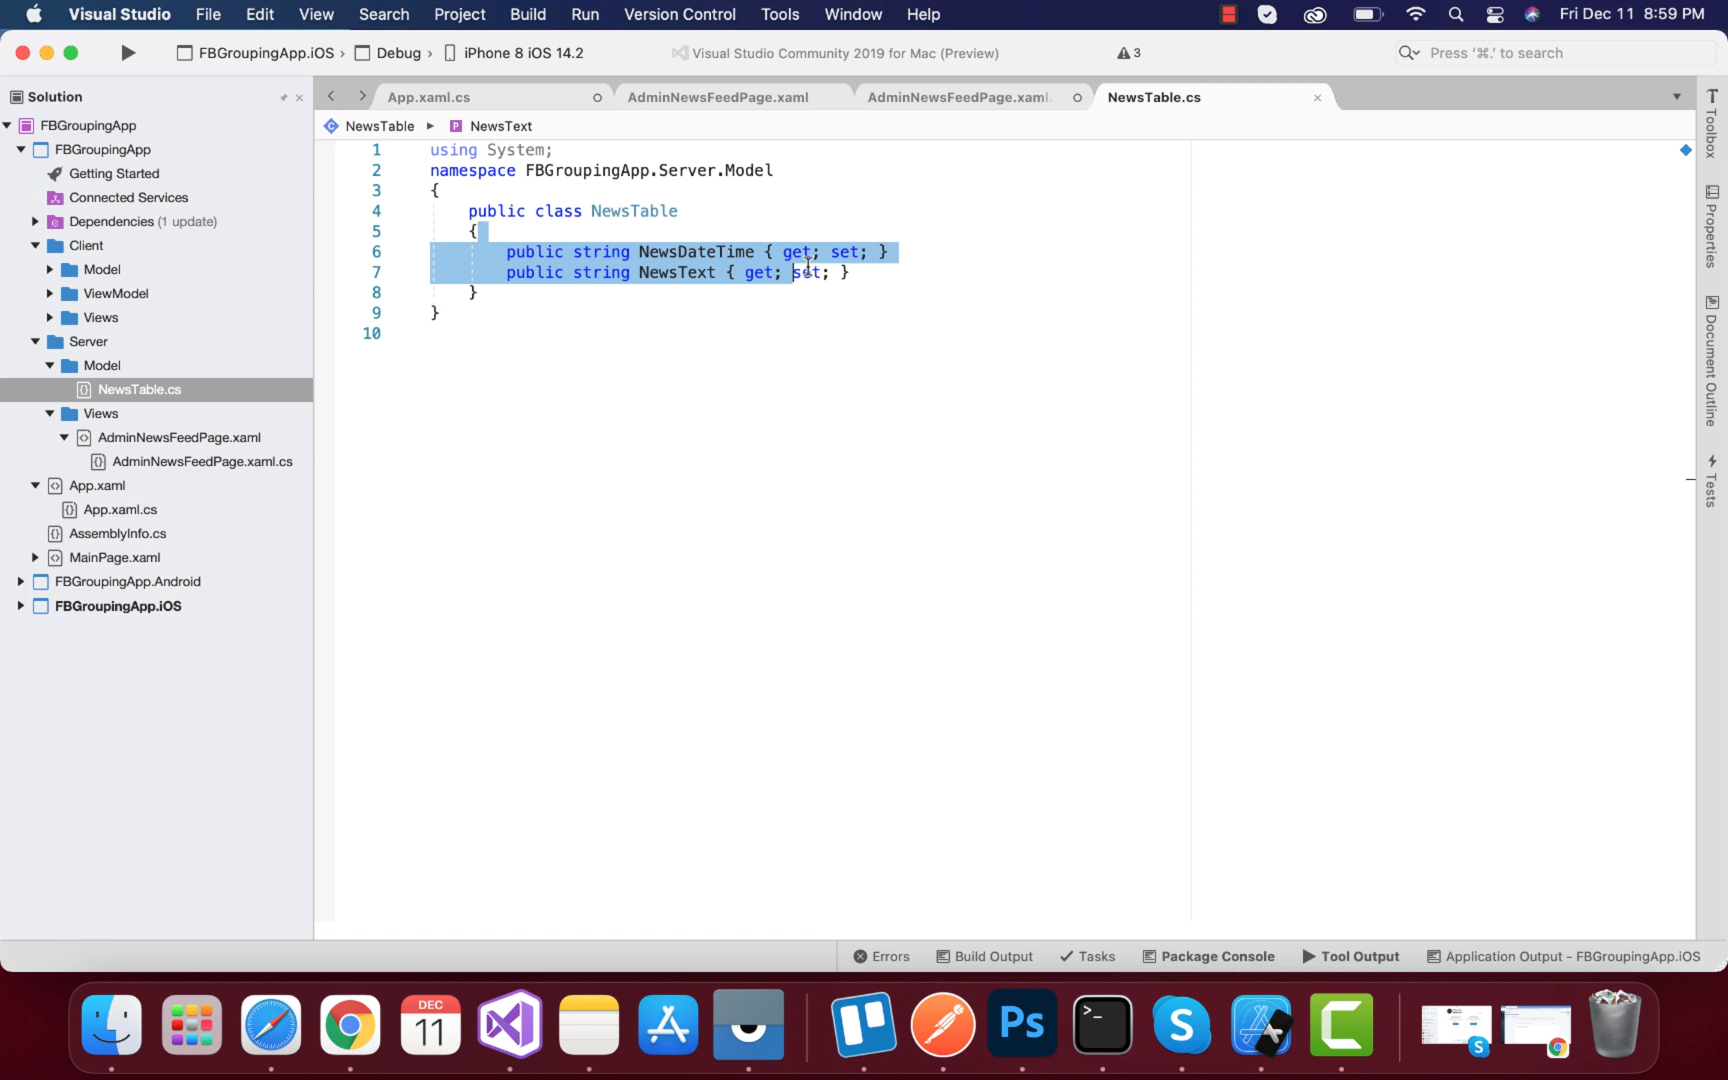 Visual Studio File Edit View Search Project Build Run Version Control Tools Window Help Fri Dec 11 8:59 PM
FBGroupingApp.iOS › Debug › iPhone 8 iOS 14.2 Visual Studio Community 2019 for Mac (Preview) 3 Press ‘⌘.’ to search
Solution
App.xaml.cs AdminNewsFeedPage.xaml AdminNewsFeedPage.xaml. NewsTable.cs
NewsTable NewsText
FBGroupingApp
FBGroupingApp
Getting Started
Connected Services
Dependencies (1 update)
Client
Model
ViewModel
Views
Server
Model
NewsTable.cs
Views
AdminNewsFeedPage.xaml
AdminNewsFeedPage.xaml.cs
App.xaml
App.xaml.cs
AssemblyInfo.cs
MainPage.xaml
FBGroupingApp.Android
FBGroupingApp.iOS
1 using System;
2 namespace FBGroupingApp.Server.Model
3 {
4 public class NewsTable
5 {
6 public string NewsDateTime { get; set; }
7 public string NewsText { get; set; }
8 }
9 }
10
Toolbox
Properties
Document Outline
Tests
Errors Build Output Tasks Package Console Tool Output Application Output - FBGroupingApp.iOS
DEC
11
Ps
>_
S
C
S